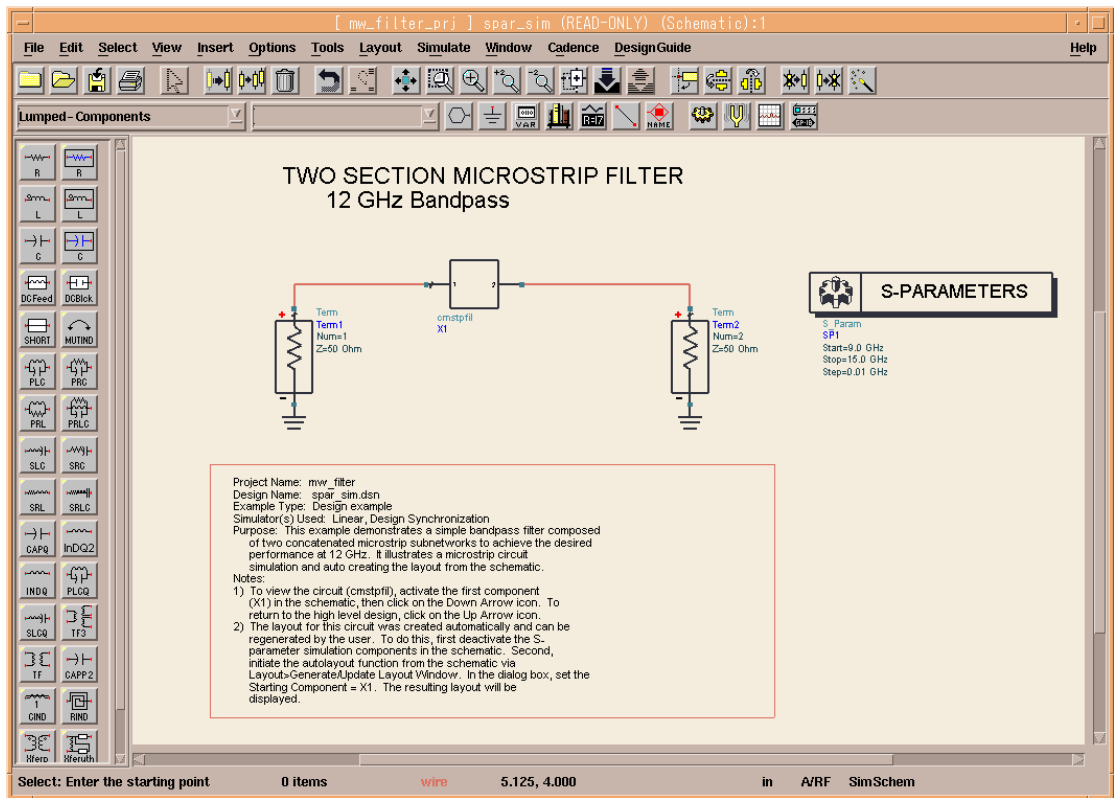 [ mw_filter_prj ] spar_sim (READ-ONLY) (Schematic):1
File Edit Select View Insert Options Tools Layout Simulate Window Cadence DesignGuide Help
VAR R=17 NAME
Lumped-Components
TWO SECTION MICROSTRIP FILTER
12 GHz Bandpass
R R
L L
C C
DCFeed DCBlck
SHORT MUTIND
PLC PRC
PRL PRLC
SLC SRC
SRL SRLC
CAPQ InDQ2
INDQ PLCQ
SLCQ TF3
TF CAPP2
1
CIND RIND
Xferp Xferuth
1 2
cmstpfil
X1
+
Term
Term1
Num=1
Z=50 Ohm
-
+
Term
Term2
Num=2
Z=50 Ohm
-
S-PARAMETERS
S_Param
SP1
Start=9.0 GHz
Stop=15.0 GHz
Step=0.01 GHz
Project Name: mw_filter
Design Name: spar_sim.dsn
Example Type: Design example
Simulator(s) Used: Linear, Design Synchronization
Purpose: This example demonstrates a simple bandpass filter composed
of two concatenated microstrip subnetworks to achieve the desired
performance at 12 GHz. It illustrates a microstrip circuit
simulation and auto creating the layout from the schematic.
Notes:
1) To view the circuit (cmstpfil), activate the first component
(X1) in the schematic, then click on the Down Arrow icon. To
return to the high level design, click on the Up Arrow icon.
2) The layout for this circuit was created automatically and can be
regenerated by the user. To do this, first deactivate the S-
parameter simulation components in the schematic. Second,
initiate the autolayout function from the schematic via
Layout>Generate/Update Layout Window. In the dialog box, set the
Starting Component = X1. The resulting layout will be
displayed.
Select: Enter the starting point 0 items wire 5.125, 4.000 in A/RF SimSchem